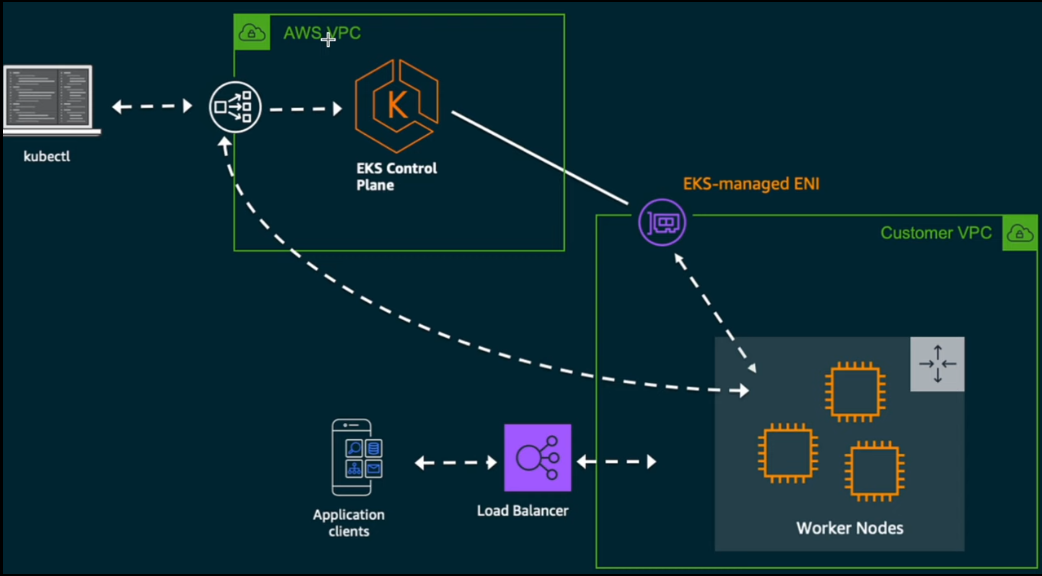 AWS VPC
kubectl
K
EKS Control
Plane
EKS-managed ENI
Customer VPC
Application
clients
Load Balancer
Worker Nodes